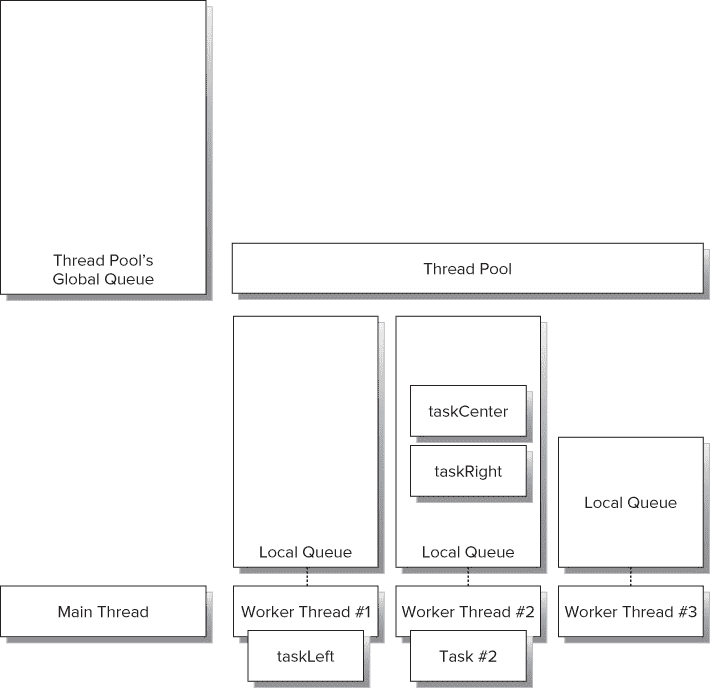 Thread Pool's
Global Queue
Thread Pool
taskCenter
taskRight
Local Queue
Local Queue
Local Queue
Main Thread
Worker Thread #1
Worker Thread #2
Worker Thread #3
taskLeft
Task #2